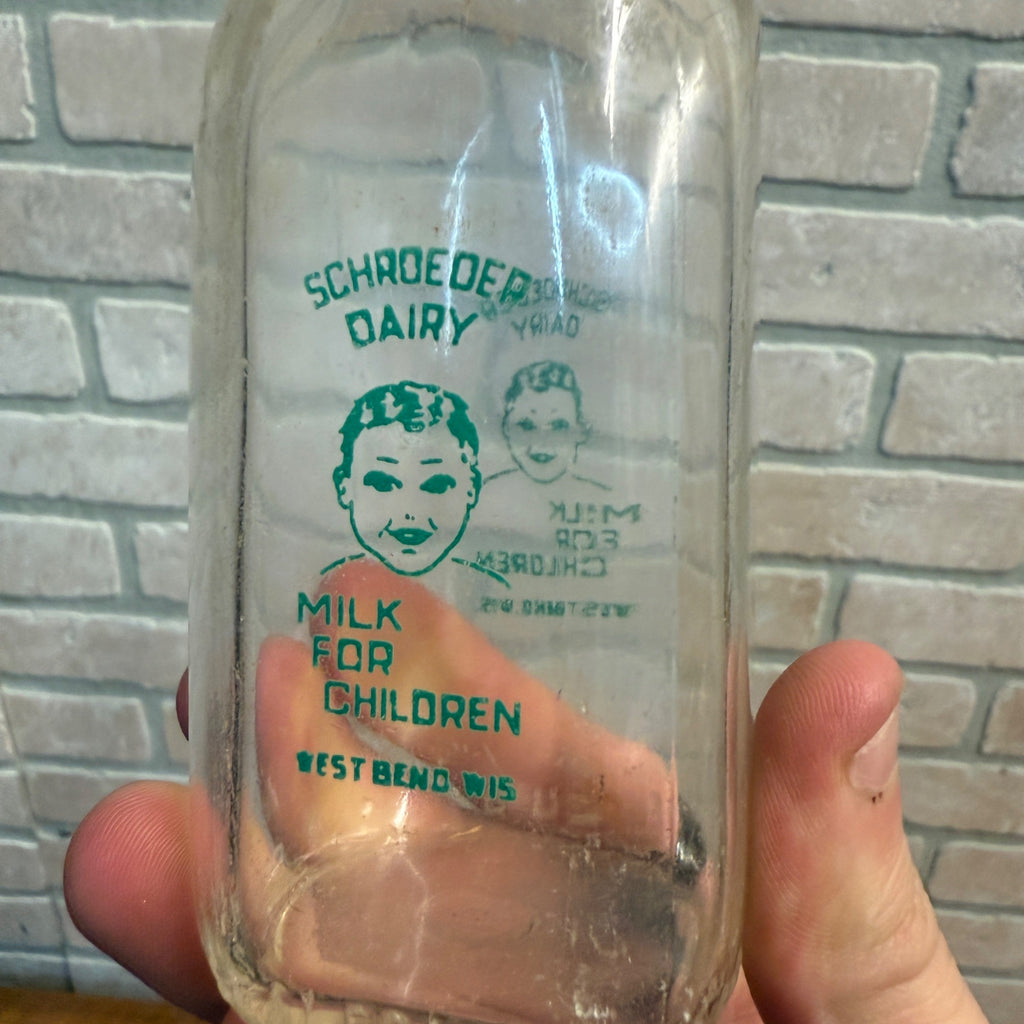 SCHROEDER
DAIRY
MILK
FOR
CHILDREN
WEST BEND WIS